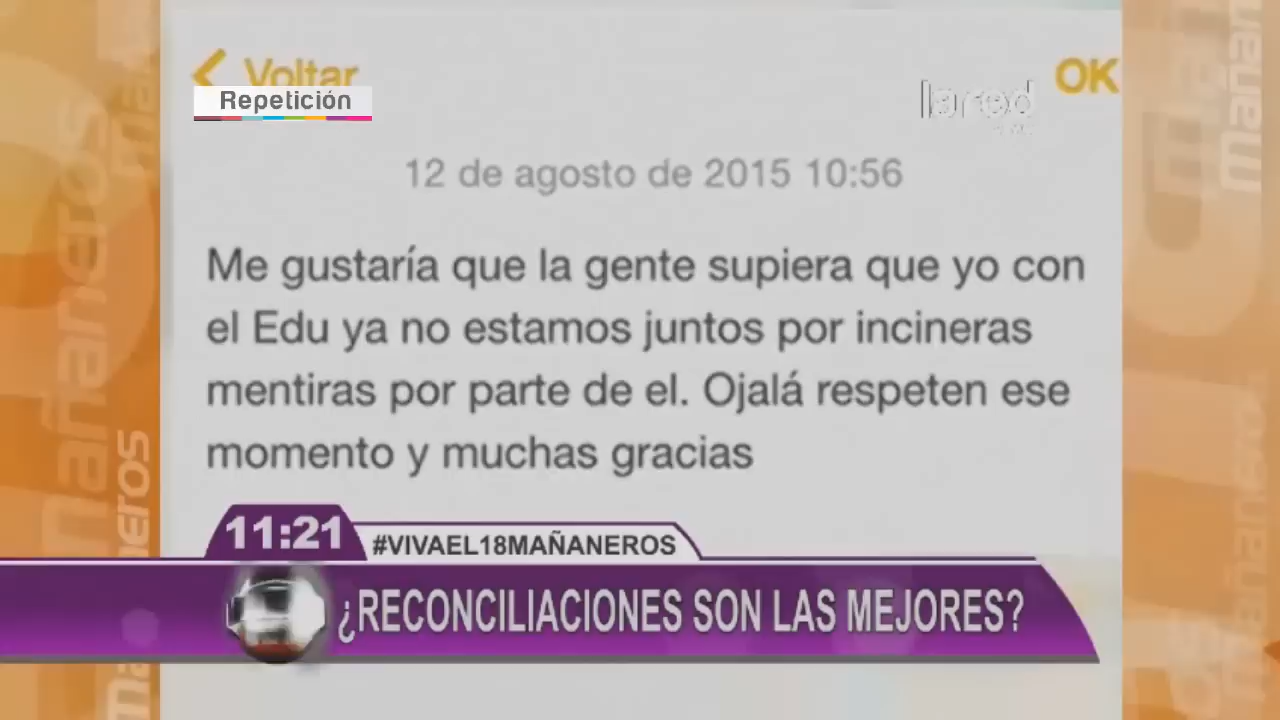 Voltar
OK
Repetición
lared
12 de agosto de 2015 10:56
Me gustaría que la gente supiera que yo con
el Edu ya no estamos juntos por incineras
mentiras por parte de el. Ojalá respeten ese
momento y muchas gracias
11:21
#VIVAEL18MAÑANEROS
¿RECONCILIACIONES SON LAS MEJORES?
Mañaneros
Mañaneros